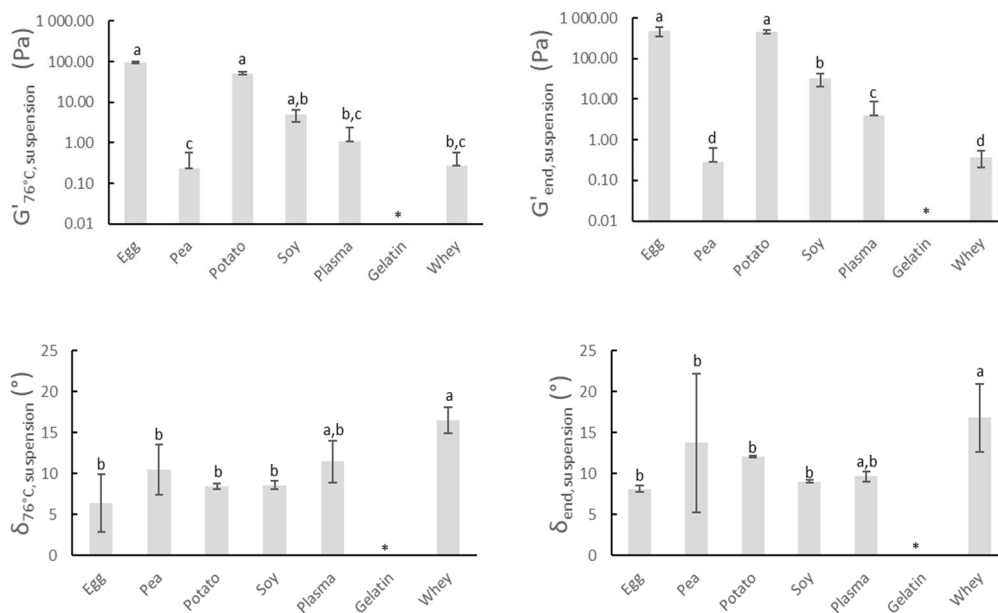 G'76°C, suspension (Pa)
1 000.00
100.00
10.00
1.00
0.10
0.01
a
c
a
a,b
b,c
*
b,c
Egg
Pea
Potato
Soy
Plasma
Gelatin
Whey
G'end, suspension (Pa)
1 000.00
100.00
10.00
1.00
0.10
0.01
a
d
a
b
c
*
d
Egg
Pea
Potato
Soy
Plasma
Gelatin
Whey
δ76°C, suspension (°)
25
20
15
10
5
0
b
b
b
b
a,b
*
a
Egg
Pea
Potato
Soy
Plasma
Gelatin
Whey
δend, suspension (°)
25
20
15
10
5
0
b
b
b
b
a,b
*
a
Egg
Pea
Potato
Soy
Plasma
Gelatin
Whey